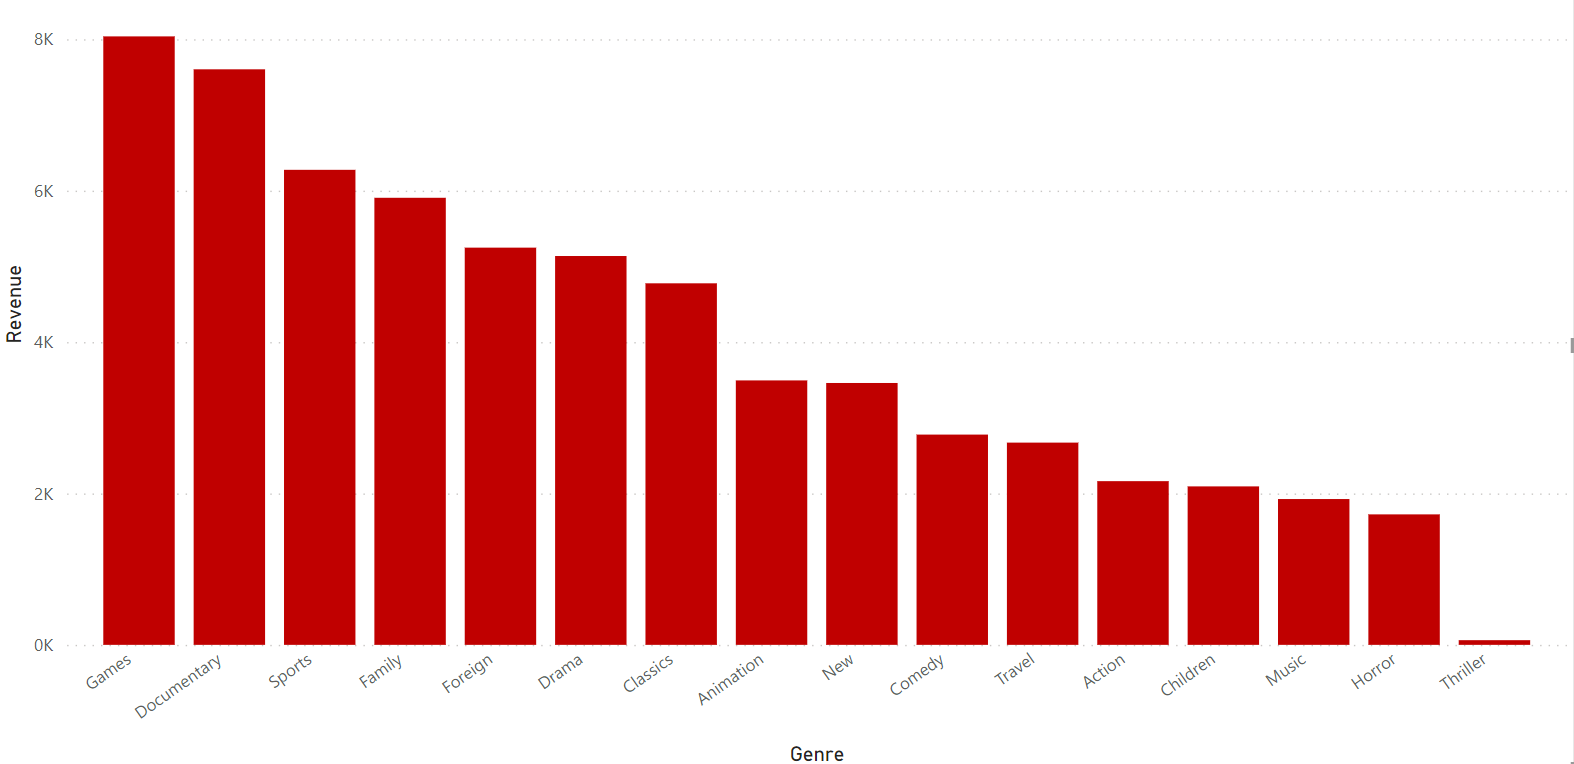 8K
6K
4K
2K
0K
Revenue
Games
Documentary
Sports
Family
Foreign
Drama
Classics
Animation
New
Comedy
Travel
Action
Children
Music
Horror
Thriller
Genre